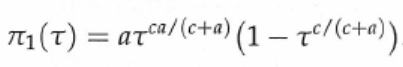 π₁(τ) = aτ^{ca/(c+a)}(1 − τ^{c/(c+a)})